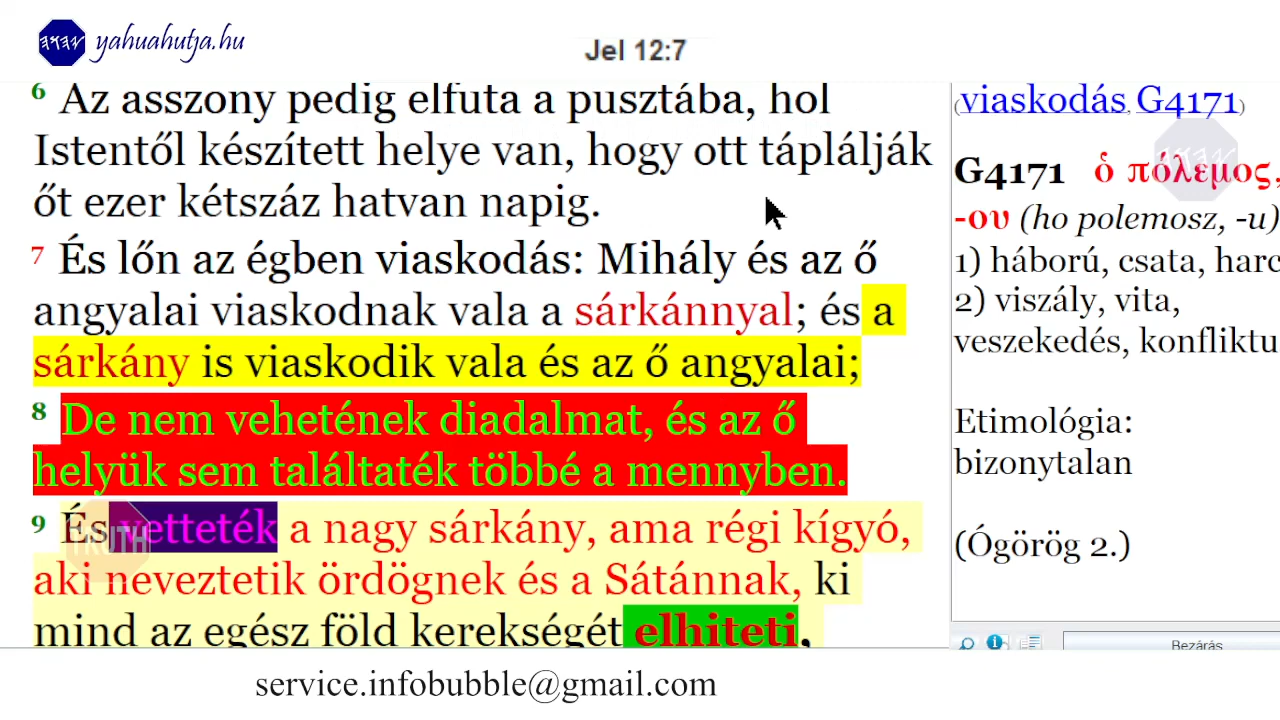 yahuahutja.hu
Jel 12:7
6 Az asszony pedig elfuta a pusztába, hol
Istentől készített helye van, hogy ott táplálják
őt ezer kétszáz hatvan napig.
7 És lőn az égben viaskodás: Mihály és az ő
angyalai viaskodnak vala a sárkánnyal; és a
sárkány is viaskodik vala és az ő angyalai;
8 De nem vehetének diadalmat, és az ő
helyük sem találtaték többé a mennyben.
9 És vetteték a nagy sárkány, ama régi kígyó,
aki neveztetik ördögnek és a Sátánnak, ki
mind az egész föld kerekségét elhiteti,
TRUTH
(viaskodás, G4171)
G4171 ὁ πόλεμος,
-ου (ho polemosz, -u)
1) háború, csata, harc
2) viszály, vita,
veszekedés, konfliktu
Etimológia:
bizonytalan
(Ógörög 2.)
Bezárás
service.infobubble@gmail.com